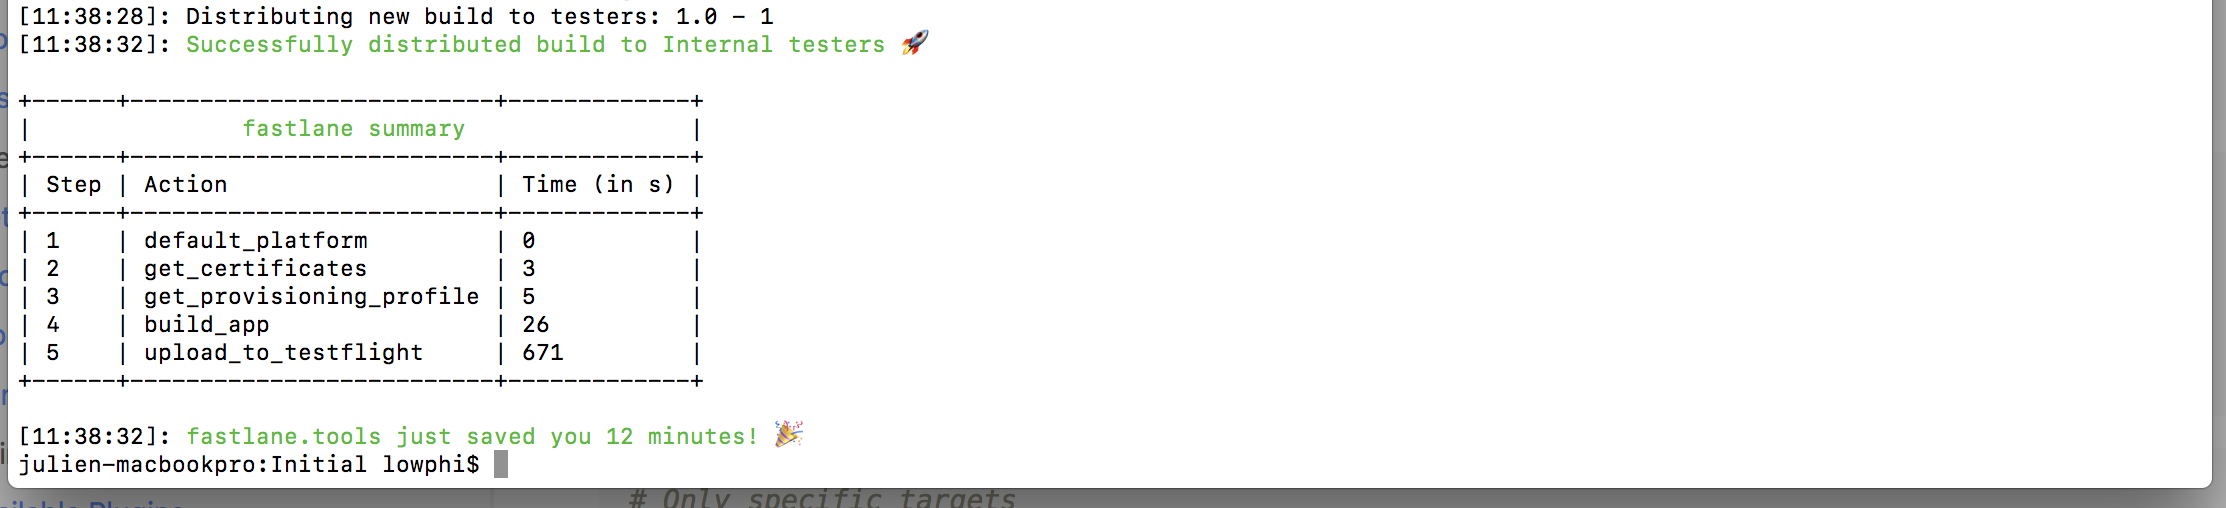 [11:38:28]: Distributing new build to testers: 1.0 - 1
[11:38:32]: Successfully distributed build to Internal testers 🚀
+------+--------------------------+-------------+
|                fastlane summary                |
+------+--------------------------+-------------+
| Step | Action                   | Time (in s) |
+------+--------------------------+-------------+
| 1    | default_platform         | 0           |
| 2    | get_certificates         | 3           |
| 3    | get_provisioning_profile | 5           |
| 4    | build_app                | 26          |
| 5    | upload_to_testflight     | 671         |
+------+--------------------------+-------------+
[11:38:32]: fastlane.tools just saved you 12 minutes! 🎉
julien-macbookpro:Initial lowphi$
# Only specific targets